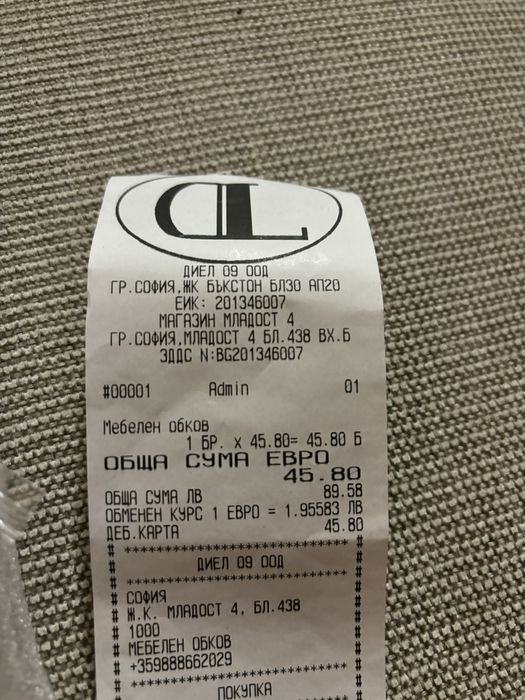 DL
ДИЕЛ 09 ООД
ГР.СОФИЯ,ЖК БЪКСТОН БЛ30 АП20
ЕИК: 201346007
МАГАЗИН МЛАДОСТ 4
ГР.СОФИЯ,МЛАДОСТ 4 БЛ.438 ВХ.Б
ЗДДС N:BG201346007
#00001 Admin 01
Мебелен обков
1 БР. X 45.80= 45.80 Б
ОБЩА СУМА ЕВРО
45.80
ОБЩА СУМА ЛВ 89.58
ОБМЕНЕН КУРС 1 ЕВРО = 1.95583 ЛВ
ДЕБ.КАРТА 45.80
# ****************************** #
# ДИЕЛ 09 ООД #
# ****************************** #
# СОФИЯ #
# Ж.К. МЛАДОСТ 4, БЛ.438 #
# 1000 #
# МЕБЕЛЕН ОБКОВ #
# +359888662029 #
# ****************************** #
ПОКУПКА